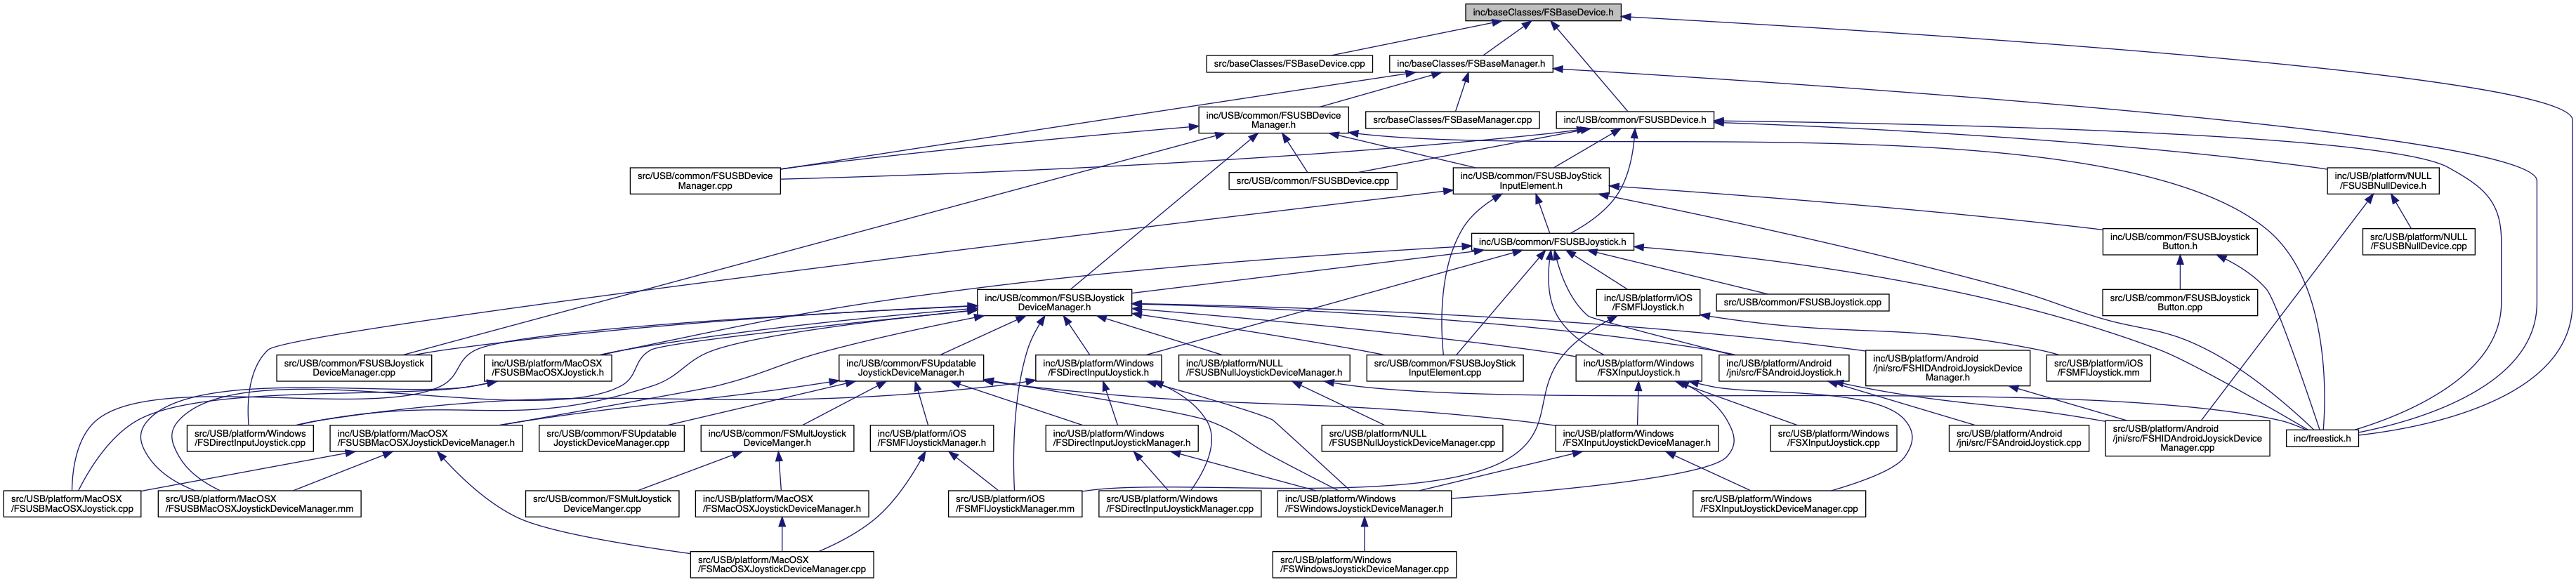 inc/baseClasses/FSBaseDevice.h
src/baseClasses/FSBaseDevice.cpp
inc/baseClasses/FSBaseManager.h
inc/USB/common/FSUSBDevice
Manager.h
src/baseClasses/FSBaseManager.cpp
inc/USB/common/FSUSBDevice.h
src/USB/common/FSUSBDevice
Manager.cpp
src/USB/common/FSUSBDevice.cpp
inc/USB/common/FSUSBJoyStick
InputElement.h
inc/USB/platform/NULL
/FSUSBNullDevice.h
inc/USB/common/FSUSBJoystick.h
inc/USB/common/FSUSBJoystick
Button.h
src/USB/platform/NULL
/FSUSBNullDevice.cpp
inc/USB/common/FSUSBJoystick
DeviceManager.h
inc/USB/platform/iOS
/FSMFIJoystick.h
src/USB/common/FSUSBJoystick.cpp
src/USB/common/FSUSBJoystick
Button.cpp
src/USB/common/FSUSBJoystick
DeviceManager.cpp
inc/USB/platform/MacOSX
/FSUSBMacOSXJoystick.h
inc/USB/common/FSUpdatable
JoystickDeviceManager.h
inc/USB/platform/Windows
/FSDirectInputJoystick.h
inc/USB/platform/NULL
/FSUSBNullJoystickDeviceManager.h
src/USB/common/FSUSBJoyStick
InputElement.cpp
inc/USB/platform/Windows
/FSXInputJoystick.h
inc/USB/platform/Android
/jni/src/FSAndroidJoystick.h
inc/USB/platform/Android
/jni/src/FSHIDAndroidJoysickDevice
Manager.h
src/USB/platform/iOS
/FSMFIJoystick.mm
src/USB/platform/Windows
/FSDirectInputJoystick.cpp
inc/USB/platform/MacOSX
/FSUSBMacOSXJoystickDeviceManager.h
src/USB/common/FSUpdatable
JoystickDeviceManager.cpp
inc/USB/common/FSMultJoystick
DeviceManger.h
inc/USB/platform/iOS
/FSMFIJoystickManager.h
inc/USB/platform/Windows
/FSDirectInputJoystickManager.h
src/USB/platform/NULL
/FSUSBNullJoystickDeviceManager.cpp
inc/USB/platform/Windows
/FSXInputJoystickDeviceManager.h
src/USB/platform/Windows
/FSXInputJoystick.cpp
src/USB/platform/Android
/jni/src/FSAndroidJoystick.cpp
src/USB/platform/Android
/jni/src/FSHIDAndroidJoysickDevice
Manager.cpp
inc/freestick.h
src/USB/platform/MacOSX
/FSUSBMacOSXJoystick.cpp
src/USB/platform/MacOSX
/FSUSBMacOSXJoystickDeviceManager.mm
src/USB/common/FSMultJoystick
DeviceManger.cpp
inc/USB/platform/MacOSX
/FSMacOSXJoystickDeviceManager.h
src/USB/platform/iOS
/FSMFIJoystickManager.mm
src/USB/platform/Windows
/FSDirectInputJoystickManager.cpp
inc/USB/platform/Windows
/FSWindowsJoystickDeviceManager.h
src/USB/platform/Windows
/FSXInputJoystickDeviceManager.cpp
src/USB/platform/MacOSX
/FSMacOSXJoystickDeviceManager.cpp
src/USB/platform/Windows
/FSWindowsJoystickDeviceManager.cpp